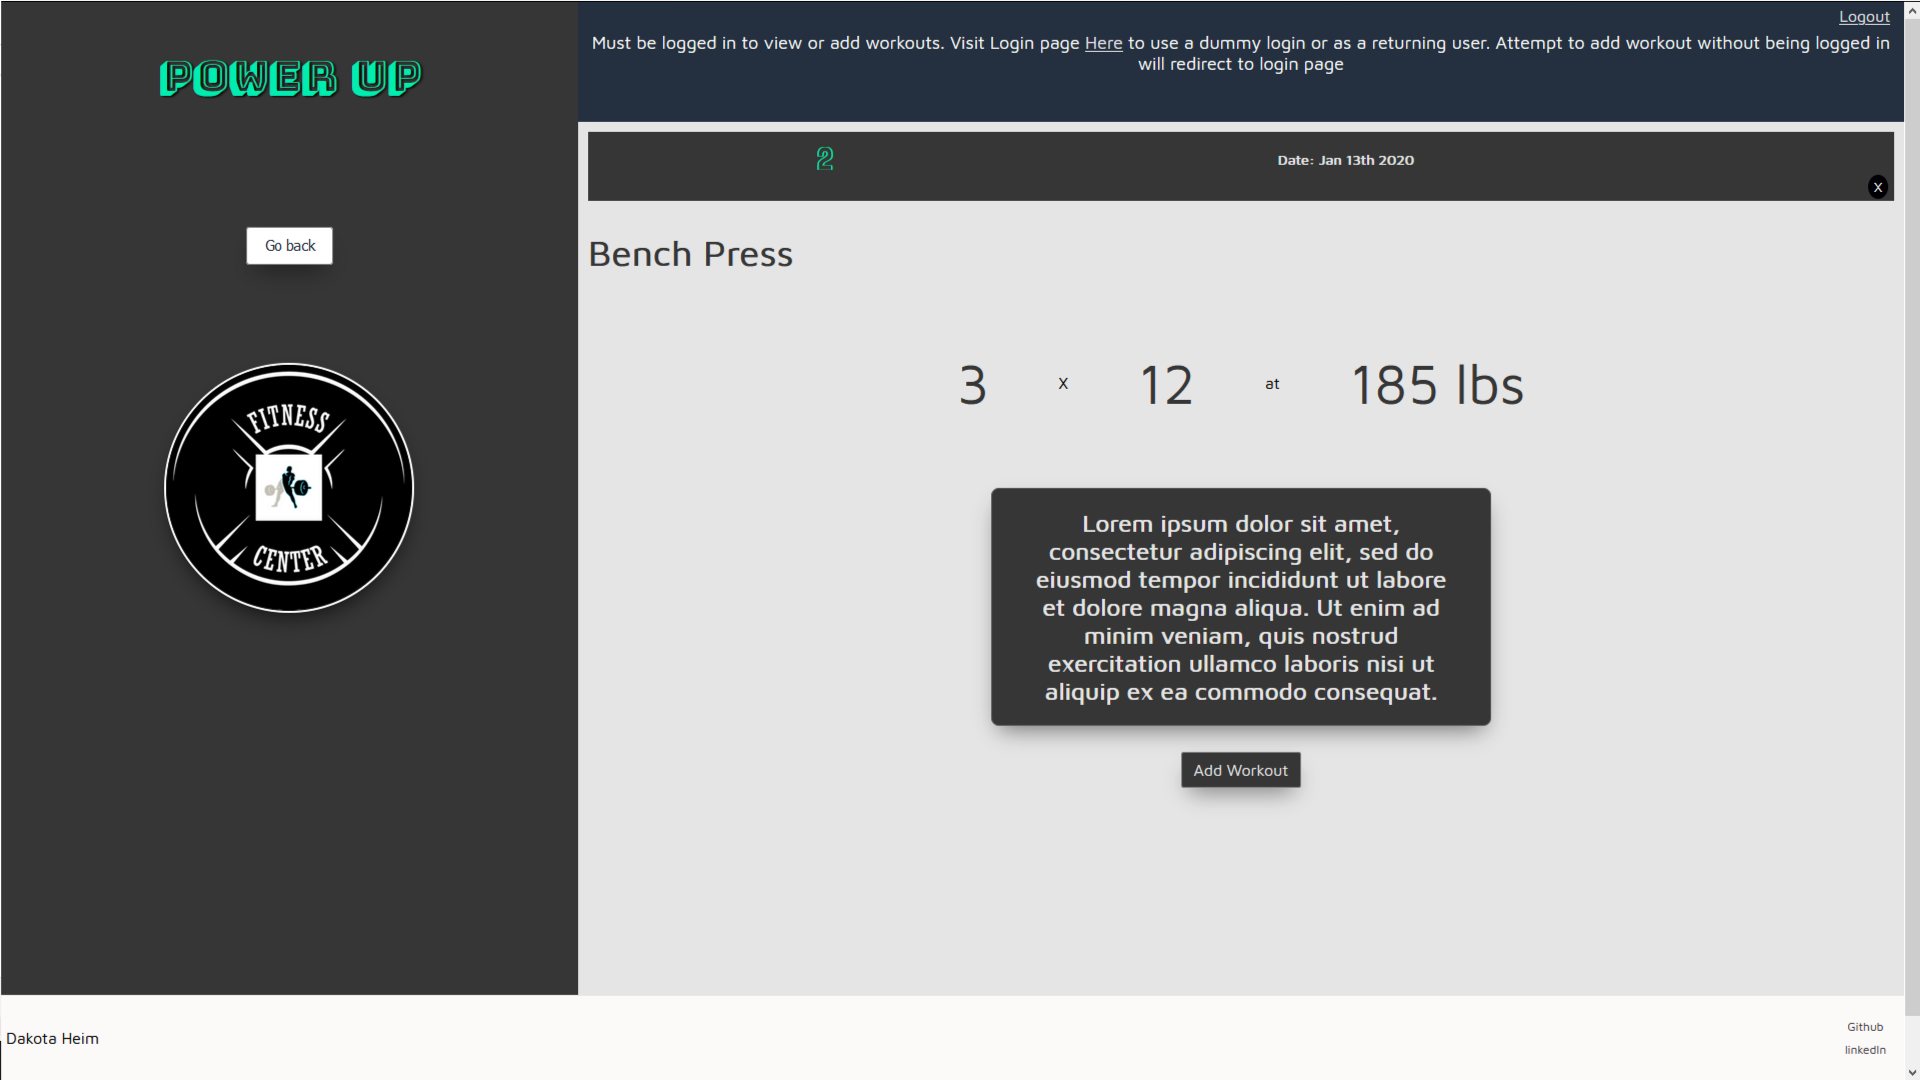 POWER UP
Go back
FITNESS
CENTER
Logout
Must be logged in to view or add workouts. Visit Login page Here to use a dummy login or as a returning user. Attempt to add workout without being logged in
will redirect to login page
2
Date: Jan 13th 2020
X
Bench Press
3 X 12 at 185 lbs
Lorem ipsum dolor sit amet,
consectetur adipiscing elit, sed do
eiusmod tempor incididunt ut labore
et dolore magna aliqua. Ut enim ad
minim veniam, quis nostrud
exercitation ullamco laboris nisi ut
aliquip ex ea commodo consequat.
Add Workout
Dakota Heim
Github
linkedIn